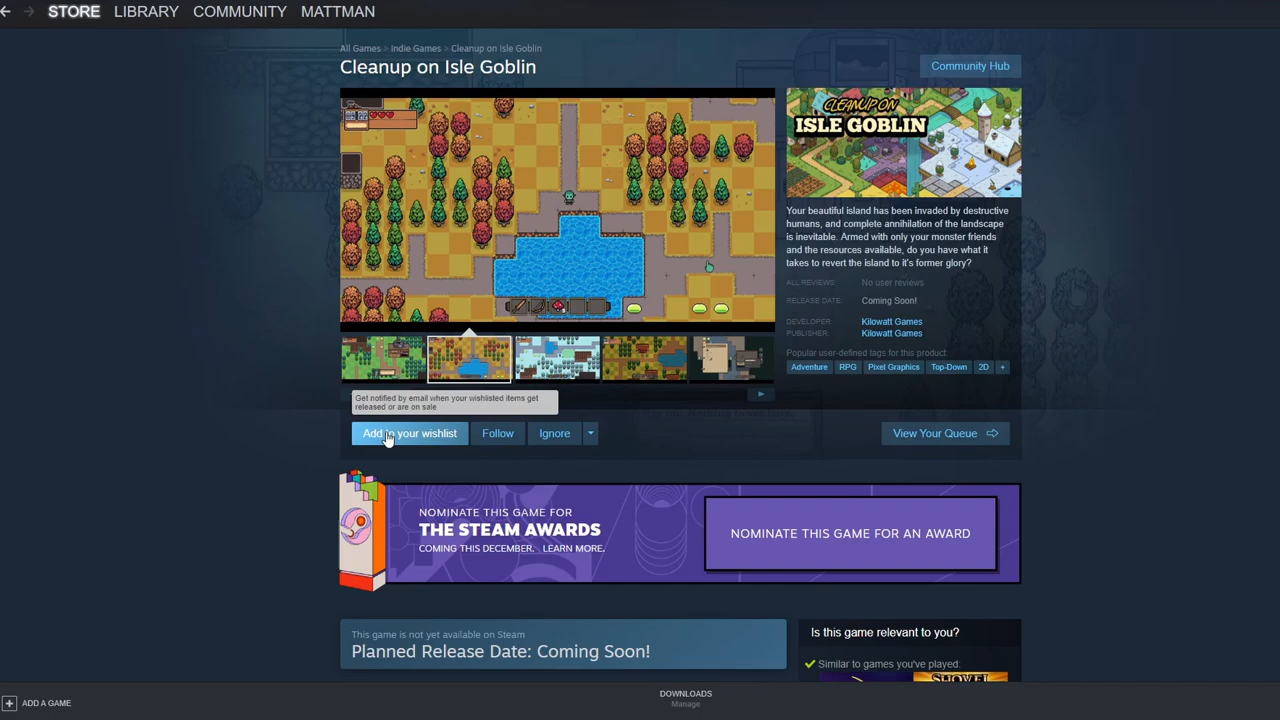 STORE LIBRARY COMMUNITY MATTMAN
All Games > Indie Games > Cleanup on Isle Goblin
Cleanup on Isle Goblin
Community Hub
CLEANUP ON
ISLE GOBLIN
Your beautiful island has been invaded by destructive
humans, and complete annihilation of the landscape
is inevitable. Armed with only your monster friends
and the resources available, do you have what it
takes to revert the island to it's former glory?
ALL REVIEWS: No user reviews
RELEASE DATE: Coming Soon!
DEVELOPER: Kilowatt Games
PUBLISHER: Kilowatt Games
Popular user-defined tags for this product:
Adventure RPG Pixel Graphics Top-Down 2D +
Get notified by email when your wishlisted items get
released or are on sale
Add to your wishlist Follow Ignore View Your Queue
NOMINATE THIS GAME FOR
THE STEAM AWARDS
COMING THIS DECEMBER. LEARN MORE.
NOMINATE THIS GAME FOR AN AWARD
This game is not yet available on Steam
Planned Release Date: Coming Soon!
Is this game relevant to you?
Similar to games you've played:
+ ADD A GAME
DOWNLOADS
Manage